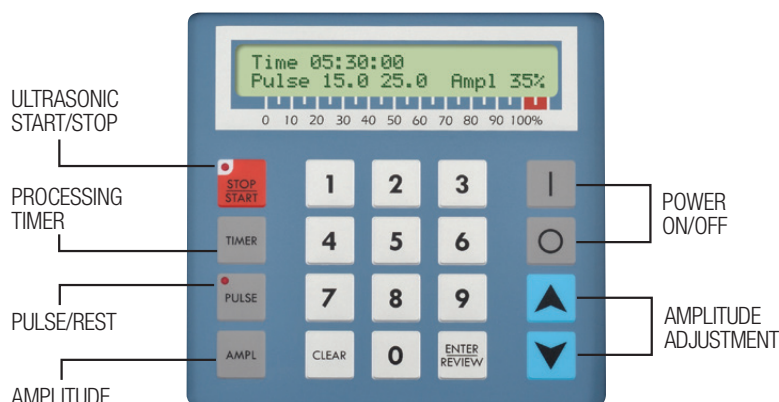 Time 05:30:00
Pulse 15.0 25.0 Ampl 35%
0 10 20 30 40 50 60 70 80 90 100%
ULTRASONIC
START/STOP
STOP
START
1 2 3
POWER
ON/OFF
PROCESSING
TIMER
TIMER
4 5 6
PULSE/REST
PULSE
7 8 9
AMPLITUDE
ADJUSTMENT
AMPLITUDE
AMPL
CLEAR
0
ENTER
REVIEW